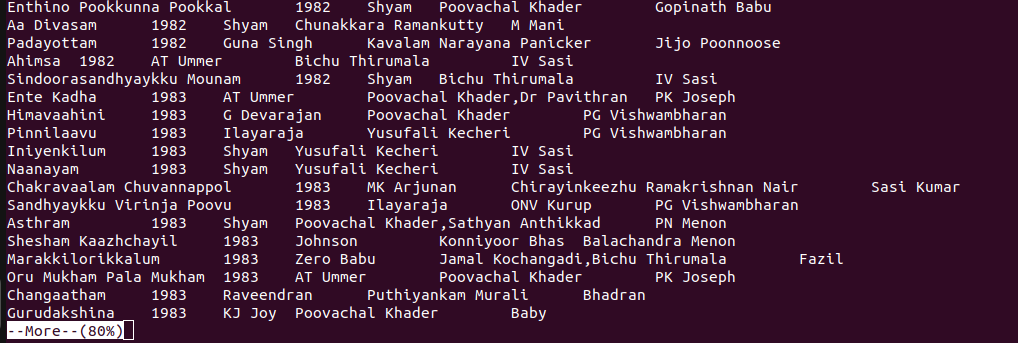 Enthino Pookkunna Pookkal 1982 Shyam Poovachal Khader Gopinath Babu
Aa Divasam 1982 Shyam Chunakkara Ramankutty M Mani
Padayottam 1982 Guna Singh Kavalam Narayana Panicker Jijo Poonnoose
Ahimsa 1982 AT Ummer Bichu Thirumala IV Sasi
Sindoorasandhyaykku Mounam 1982 Shyam Bichu Thirumala IV Sasi
Ente Kadha 1983 AT Ummer Poovachal Khader,Dr Pavithran PK Joseph
Himavaahini 1983 G Devarajan Poovachal Khader PG Vishwambharan
Pinnilaavu 1983 Ilayaraja Yusufali Kecheri PG Vishwambharan
Iniyenkilum 1983 Shyam Yusufali Kecheri IV Sasi
Naanayam 1983 Shyam Yusufali Kecheri IV Sasi
Chakravaalam Chuvannappol 1983 MK Arjunan Chirayinkeezhu Ramakrishnan Nair Sasi Kumar
Sandhyaykku Virinja Poovu 1983 Ilayaraja ONV Kurup PG Vishwambharan
Asthram 1983 Shyam Poovachal Khader,Sathyan Anthikkad PN Menon
Shesham Kaazhchayil 1983 Johnson Konniyoor Bhas Balachandra Menon
Marakkilorikkalum 1983 Zero Babu Jamal Kochangadi,Bichu Thirumala Fazil
Oru Mukham Pala Mukham 1983 AT Ummer Poovachal Khader PK Joseph
Changaatham 1983 Raveendran Puthiyankam Murali Bhadran
Gurudakshina 1983 KJ Joy Poovachal Khader Baby
--More--(80%)